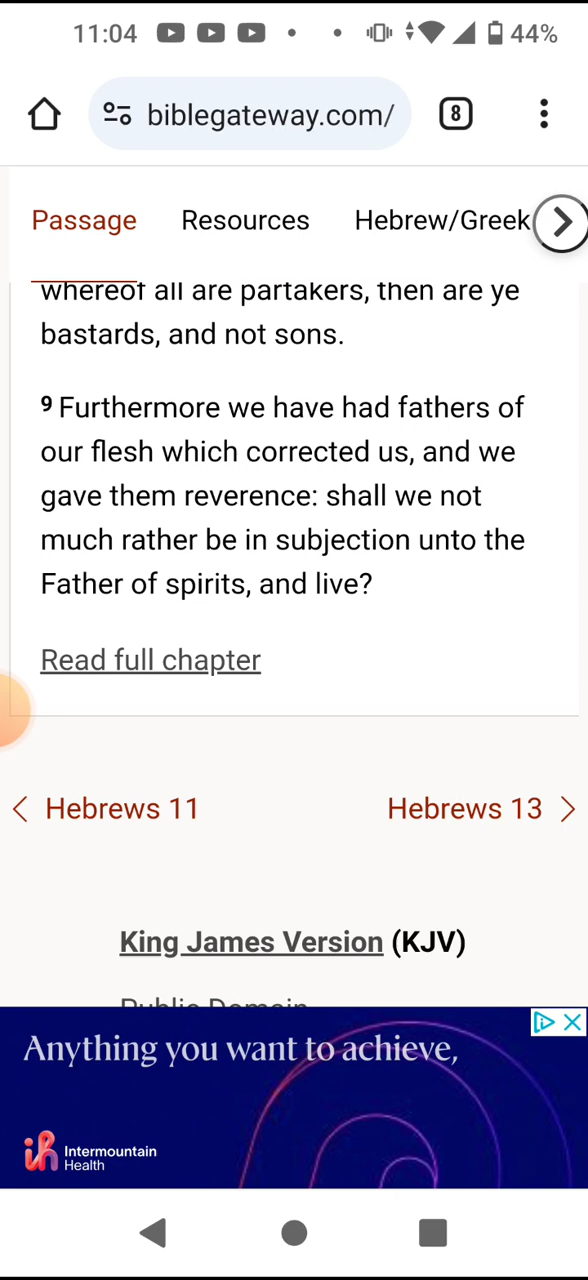 11:04 44%
biblegateway.com/ 8
Passage Resources Hebrew/Greek
whereof all are partakers, then are ye
bastards, and not sons.
9 Furthermore we have had fathers of
our flesh which corrected us, and we
gave them reverence: shall we not
much rather be in subjection unto the
Father of spirits, and live?
Read full chapter
Hebrews 11 Hebrews 13
King James Version (KJV)
Public Domain
Anything you want to achieve,
Intermountain
Health